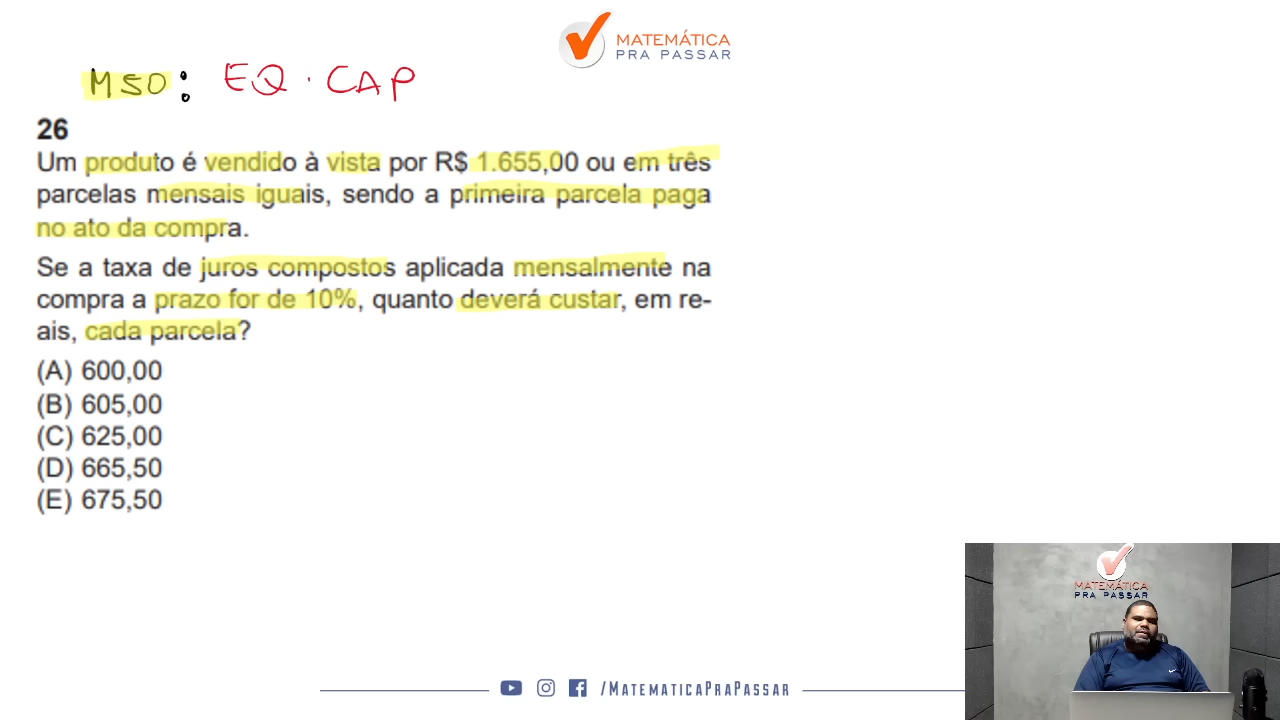 MATEMÁTICA
PRA PASSAR
MSO: EQ. CAP
26
Um produto é vendido à vista por R$ 1.655,00 ou em três
parcelas mensais iguais, sendo a primeira parcela paga
no ato da compra.
Se a taxa de juros compostos aplicada mensalmente na
compra a prazo for de 10%, quanto deverá custar, em re-
ais, cada parcela?
(A) 600,00
(B) 605,00
(C) 625,00
(D) 665,50
(E) 675,50
MATEMÁTICA
PRA PASSAR
/MATEMATICAPRAPASSAR